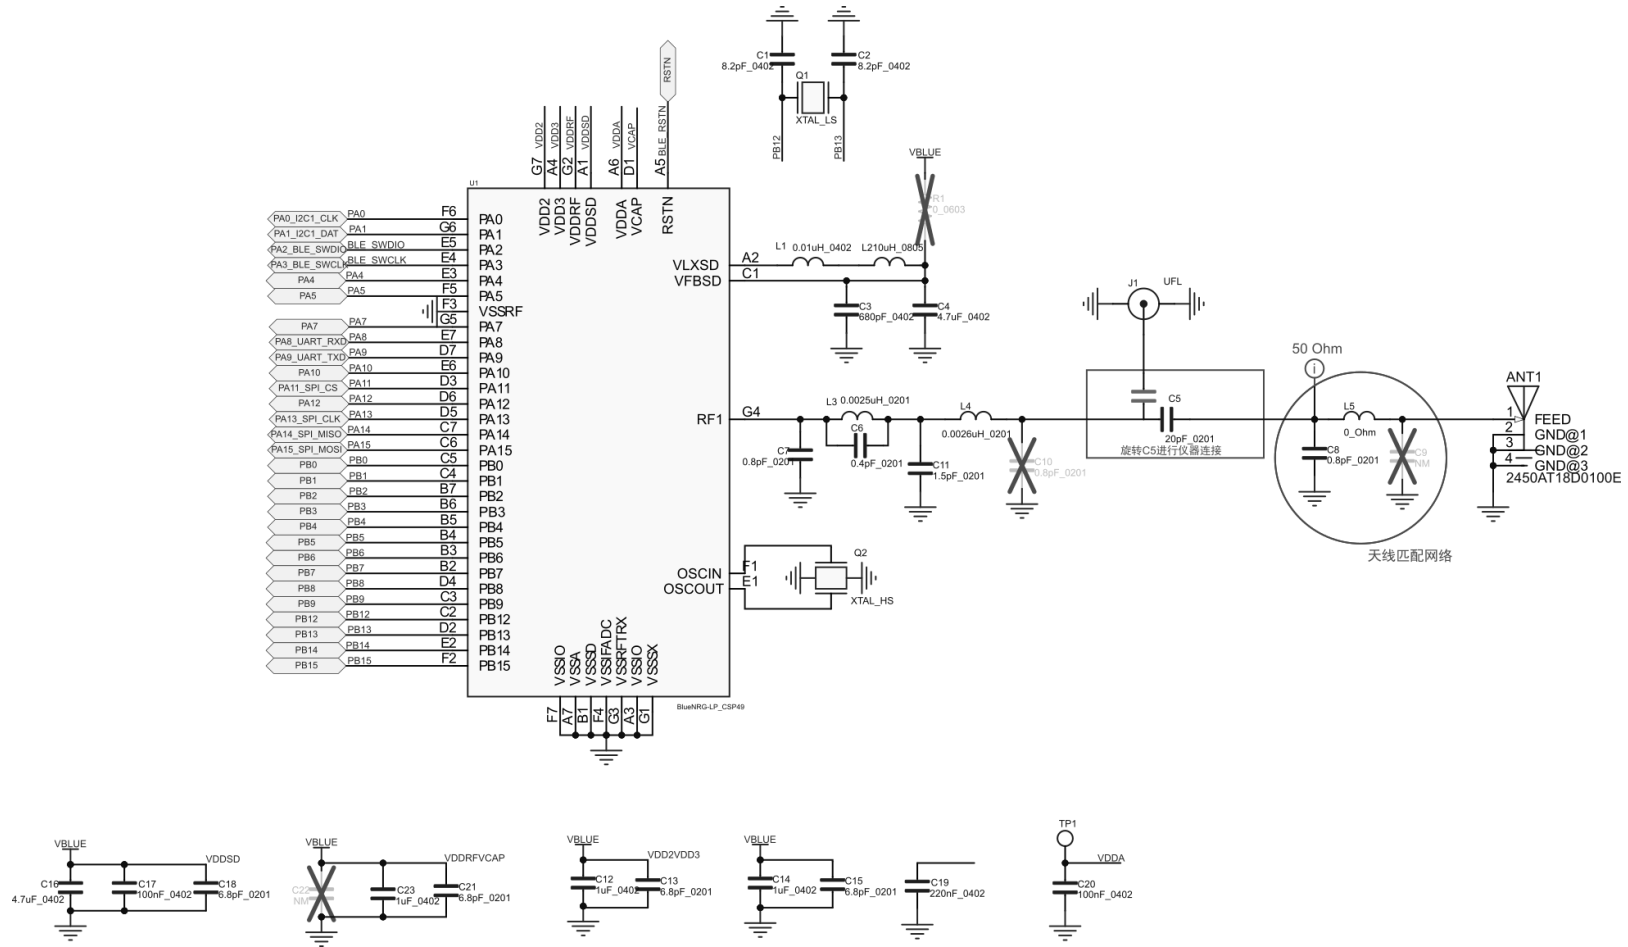 C1
8.2pF_0402
C2
8.2pF_0402
Q1
XTAL_LS
PB12
PB13
RSTN
VDD2
VDD3
VDDRF
VDDSD
VDDA
VCAP
BLE_RSTN
G7
A4
G2
A1
A6
D1
A5
U1
VDD2
VDD3
VDDRF
VDDSD
VDDA
VCAP
RSTN
PA0_I2C1_CLK PA0 F6 PA0
PA1_I2C1_DAT PA1 G6 PA1
PA2_BLE_SWDIO BLE_SWDIO E5 PA2
PA3_BLE_SWCLK BLE_SWCLK E4 PA3
PA4 PA4 E3 PA4
PA5 PA5 F5 PA5
F3 VSSRF
PA7 PA7 G5 PA7
PA8_UART_RXD PA8 E7 PA8
PA9_UART_TXD PA9 D7 PA9
PA10 PA10 E6 PA10
PA11_SPI_CS PA11 D3 PA11
PA12 PA12 D6 PA12
PA13_SPI_CLK PA13 D5 PA13
PA14_SPI_MISO PA14 C7 PA14
PA15_SPI_MOSI PA15 C6 PA15
PB0 PB0 C5 PB0
PB1 PB1 C4 PB1
PB2 PB2 B7 PB2
PB3 PB3 B6 PB3
PB4 PB4 B5 PB4
PB5 PB5 B4 PB5
PB6 PB6 B3 PB6
PB7 PB7 B2 PB7
PB8 PB8 D4 PB8
PB9 PB9 C3 PB9
PB12 PB12 C2 PB12
PB13 PB13 D2 PB13
PB14 PB14 E2 PB14
PB15 PB15 F2 PB15
VLXSD A2
VFBSD C1
RF1 G4
OSCIN F1
OSCOUT E1
VSSIO
VSSA
VSSSD
VSSIFADC
VSSRFTRX
VSSIO
VSSSX
F7
A7
B1
F4
G3
A3
G1
BlueNRG-LP_CSP49
VBLUE
R1
0_0603
L1 0.01uH_0402
L210uH_0805
C3
680pF_0402
C4
4.7uF_0402
J1 UFL
L3 0.0025uH_0201
C6
0.4pF_0201
C7
0.8pF_0201
C11
1.5pF_0201
L4
0.0026uH_0201
C10
0.8pF_0201
C5
20pF_0201
旋转C5进行仪器连接
50 Ohm
i
L5
0_Ohm
C8
0.8pF_0201
C9
NM
天线匹配网络
ANT1
1 FEED
2 GND@1
3 GND@2
4 GND@3
2450AT18D0100E
Q2
XTAL_HS
VBLUE
VDDSD
C16
4.7uF_0402
C17
100nF_0402
C18
6.8pF_0201
VBLUE
VDDRFVCAP
C22
NM
C23
1uF_0402
C21
6.8pF_0201
VBLUE
VDD2VDD3
C12
1uF_0402
C13
6.8pF_0201
VBLUE
C14
1uF_0402
C15
6.8pF_0201
C19
220nF_0402
TP1
VDDA
C20
100nF_0402